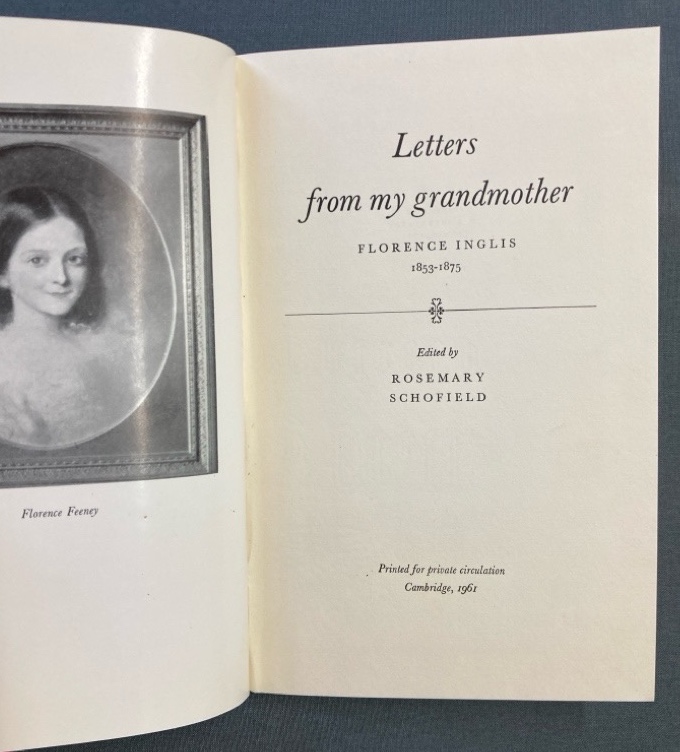 Florence Feeney
Letters
from my grandmother
FLORENCE INGLIS
1853-1875
Edited by
ROSEMARY
SCHOFIELD
Printed for private circulation
Cambridge, 1961